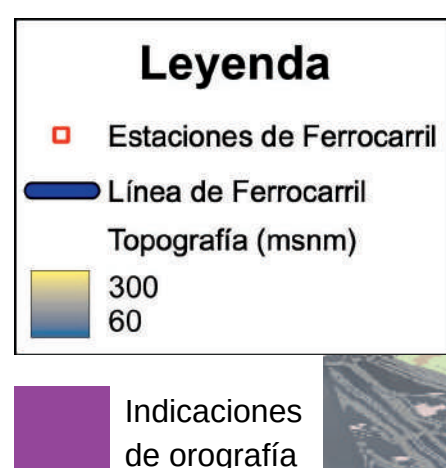 Leyenda
Estaciones de Ferrocarril
Línea de Ferrocarril
Topografía (msnm)
300
60
Indicaciones
de orografía